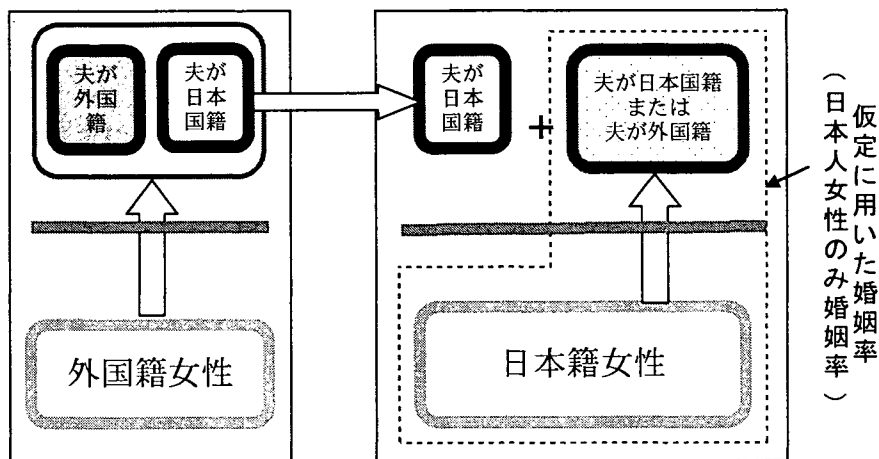 夫が
外国
籍
夫が
日本
国籍
夫が
日本
国籍
+
夫が日本国籍
または
夫が外国籍
外国籍女性
日本籍女性
仮定に用いた婚姻率
（日本人女性のみ婚姻率）